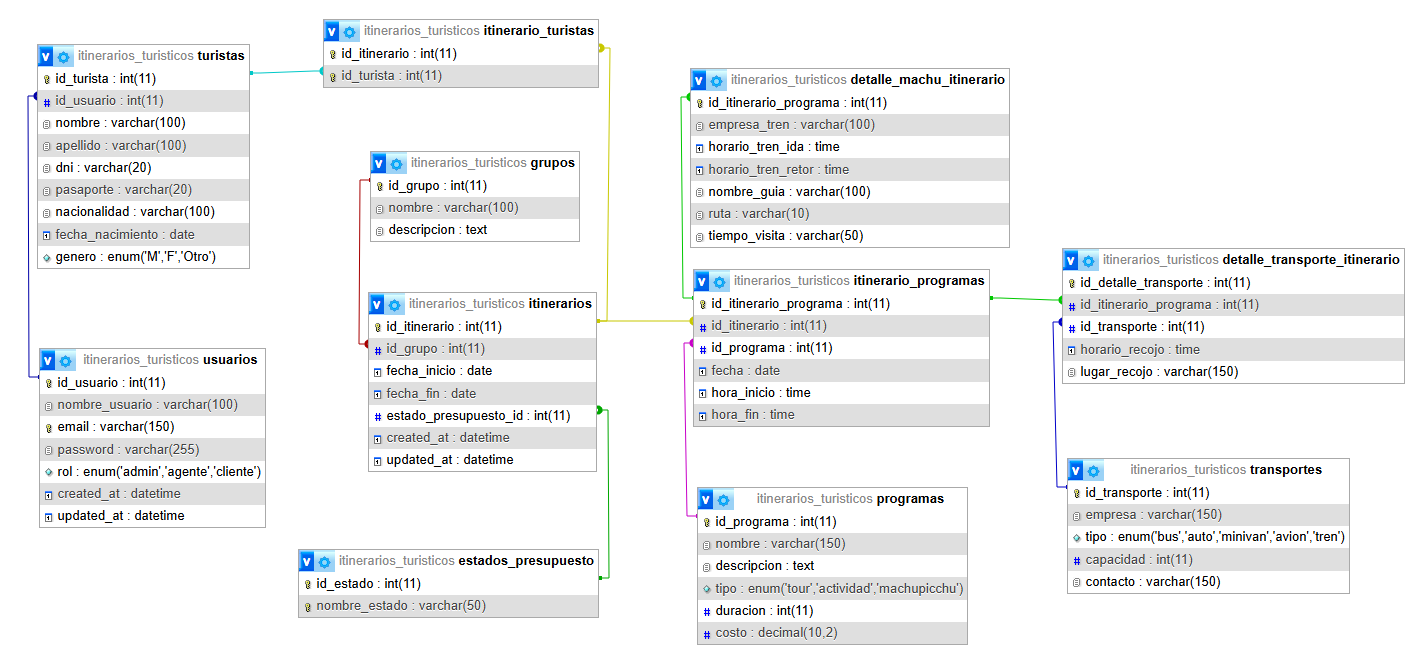 itinerarios_turisticos turistas
id_turista : int(11)
id_usuario : int(11)
nombre : varchar(100)
apellido : varchar(100)
dni : varchar(20)
pasaporte : varchar(20)
nacionalidad : varchar(100)
fecha_nacimiento : date
genero : enum('M','F','Otro')
itinerarios_turisticos itinerario_turistas
id_itinerario : int(11)
id_turista : int(11)
itinerarios_turisticos grupos
id_grupo : int(11)
nombre : varchar(100)
descripcion : text
itinerarios_turisticos itinerarios
id_itinerario : int(11)
id_grupo : int(11)
fecha_inicio : date
fecha_fin : date
estado_presupuesto_id : int(11)
created_at : datetime
updated_at : datetime
itinerarios_turisticos usuarios
id_usuario : int(11)
nombre_usuario : varchar(100)
email : varchar(150)
password : varchar(255)
rol : enum('admin','agente','cliente')
created_at : datetime
updated_at : datetime
itinerarios_turisticos estados_presupuesto
id_estado : int(11)
nombre_estado : varchar(50)
itinerarios_turisticos detalle_machu_itinerario
id_itinerario_programa : int(11)
empresa_tren : varchar(100)
horario_tren_ida : time
horario_tren_retor : time
nombre_guia : varchar(100)
ruta : varchar(10)
tiempo_visita : varchar(50)
itinerarios_turisticos itinerario_programas
id_itinerario_programa : int(11)
id_itinerario : int(11)
id_programa : int(11)
fecha : date
hora_inicio : time
hora_fin : time
itinerarios_turisticos programas
id_programa : int(11)
nombre : varchar(150)
descripcion : text
tipo : enum('tour','actividad','machupicchu')
duracion : int(11)
costo : decimal(10,2)
itinerarios_turisticos detalle_transporte_itinerario
id_detalle_transporte : int(11)
id_itinerario_programa : int(11)
id_transporte : int(11)
horario_recojo : time
lugar_recojo : varchar(150)
itinerarios_turisticos transportes
id_transporte : int(11)
empresa : varchar(150)
tipo : enum('bus','auto','minivan','avion','tren')
capacidad : int(11)
contacto : varchar(150)